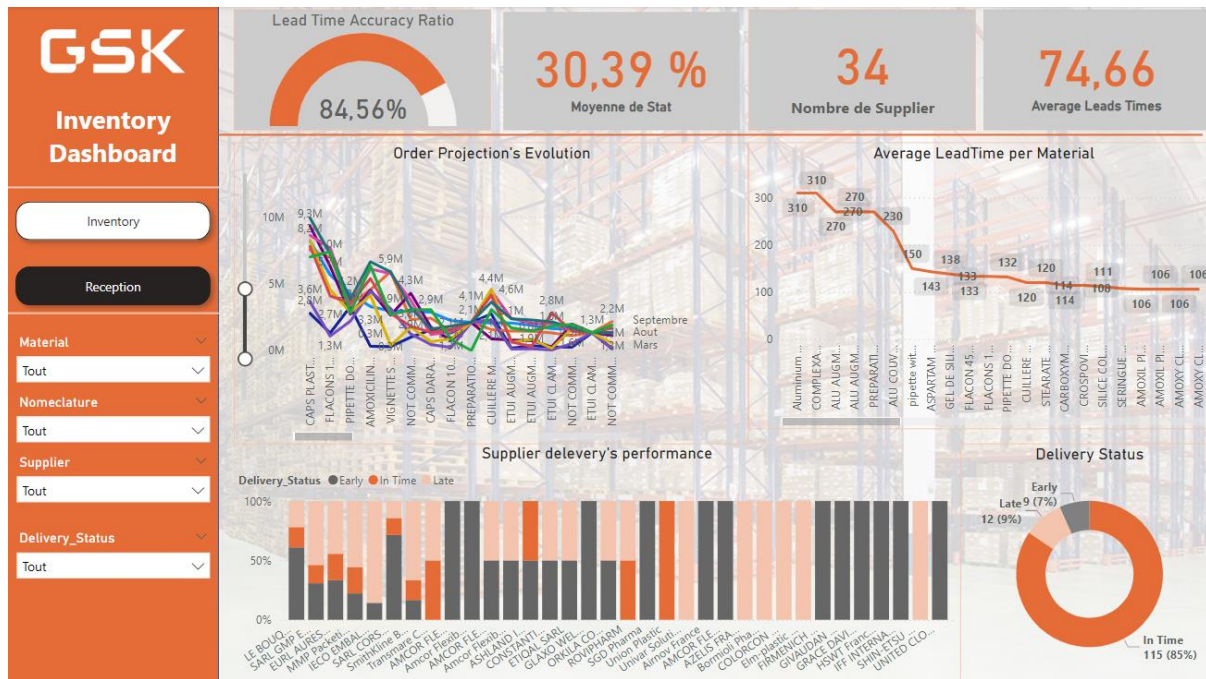 GSK
Inventory
Dashboard
Inventory
Reception
Material
Tout
Nomeclature
Tout
Supplier
Tout
Delivery_Status
Tout
Lead Time Accuracy Ratio
84,56%
30,39 %
Moyenne de Stat
34
Nombre de Supplier
74,66
Average Leads Times
Order Projection's Evolution
10M
5M
0M
9,3M
5,9M
4,3M
3,6M
2,7M
1,3M
3,3M
0,3M
2,9M
4,1M
2,1M
4,4M
4,6M
2,8M
1,3M
2,2M
Septembre
Aout
Mars
CAPS PLAST...
FLACONS 1...
PIPETTE DO...
AMOXICILIN...
VIGNETTES ...
NOT COMM...
CAPS DARA...
FLACON 10...
PREPARATIO...
CUILLERE M...
ETUI AUGM...
ETUI AUGM...
ETUI CLAM...
NOT COMM...
ETUI CLAM...
NOT COMM...
Average LeadTime per Material
300
200
100
0
310
310
270
270
270
230
150
143
138
133
133
132
120
120
114
114
111
108
106
106
106
106
Aluminium ...
COMPLEXA...
ALU AUGM...
ALU AUGM...
PREPARATI...
ALU COUV...
pipette wit...
ASPARTAM ...
GEL DE SILI...
FLACON 45...
FLACONS 1...
PIPETTE DO...
CUILLERE ...
STEARATE ...
CARBOXYM...
CROSPOVI...
SILICE COL...
SERINGUE ...
AMOXIL PI...
AMOXIL PI...
AMOXY CL...
AMOXY CL...
Supplier delevery's performance
Delivery_Status Early In Time Late
100%
50%
0%
LE BOUQ...
SARL GMP E...
EURL AURES...
MMP Packeti...
IECO EMBAL...
SARL CORS...
SmihKline B...
Transmare C...
AMCOR FLE...
Amcor Flexib...
AMCOR FLE...
Amcor Flexib...
ASHLAND I...
CONSTANTI...
ETIQAL SARL
GLAXO WEL...
ORKILA CO...
ROVIPHARM
SGD Pharma
Union Plastic
Univar Soluti...
Airnov France
AMCOR FLE...
AZELIS FRA...
Bormiol Pha...
COLORCON ...
Elm-plastic ...
FIRMENICH
GIVAUDAN
GRACE DAVI...
HSWT Franc...
IFF INTERNA...
SHIN-ETSU
UNITED CLO...
Delivery Status
Early
9 (7%)
Late
12 (9%)
In Time
115 (85%)